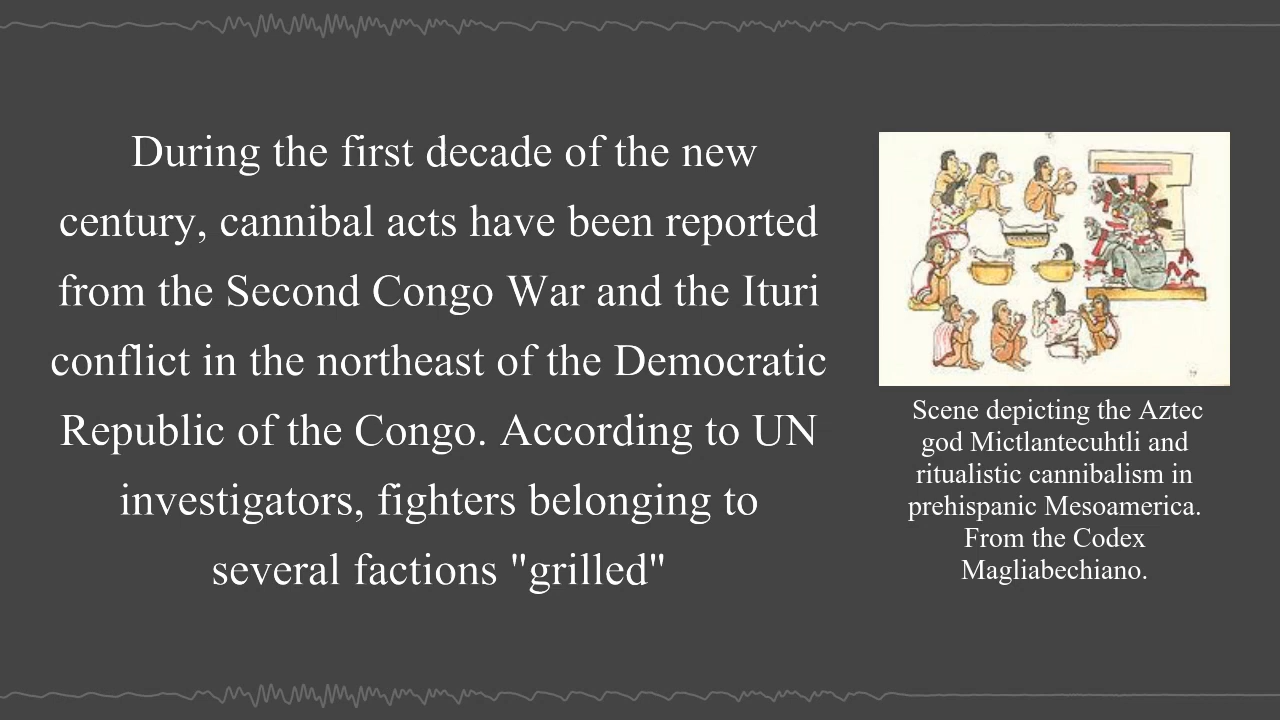 During the first decade of the new
century, cannibal acts have been reported
from the Second Congo War and the Ituri
conflict in the northeast of the Democratic
Republic of the Congo. According to UN
investigators, fighters belonging to
several factions "grilled"
Scene depicting the Aztec
god Mictlantecuhtli and
ritualistic cannibalism in
prehispanic Mesoamerica.
From the Codex
Magliabechiano.